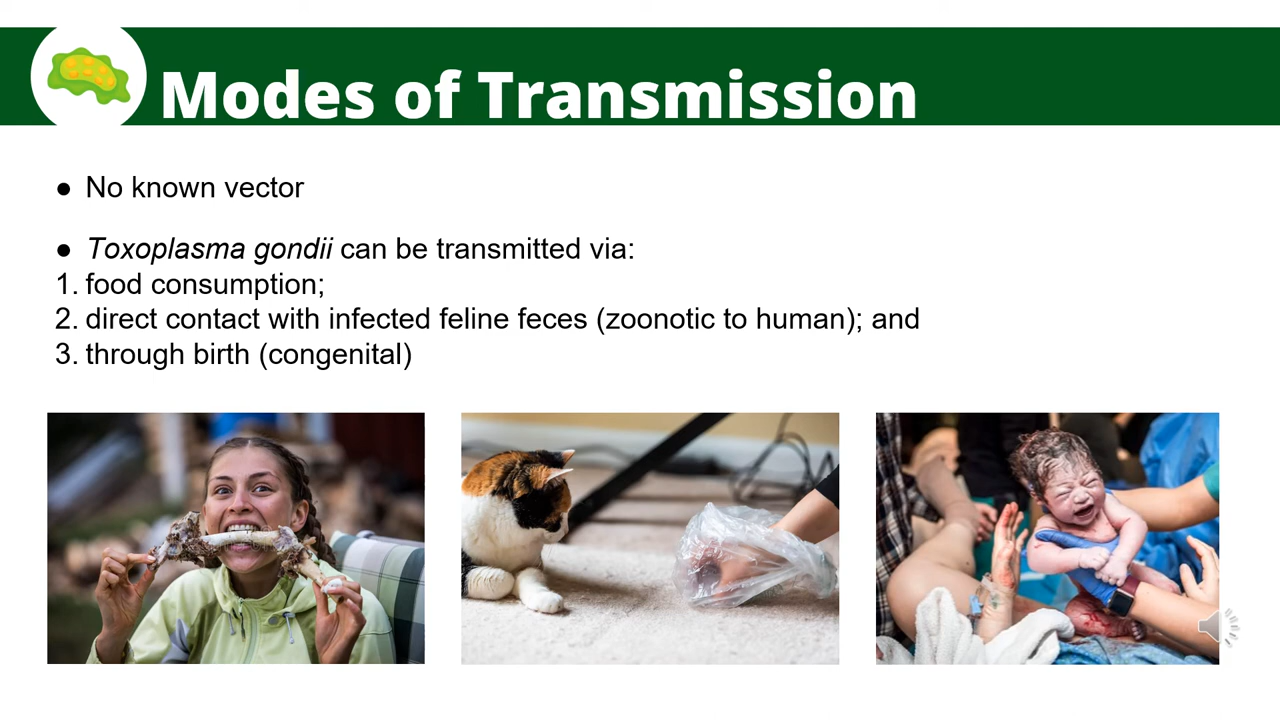 Modes of Transmission
● No known vector
● Toxoplasma gondii can be transmitted via:
1. food consumption;
2. direct contact with infected feline feces (zoonotic to human); and
3. through birth (congenital)